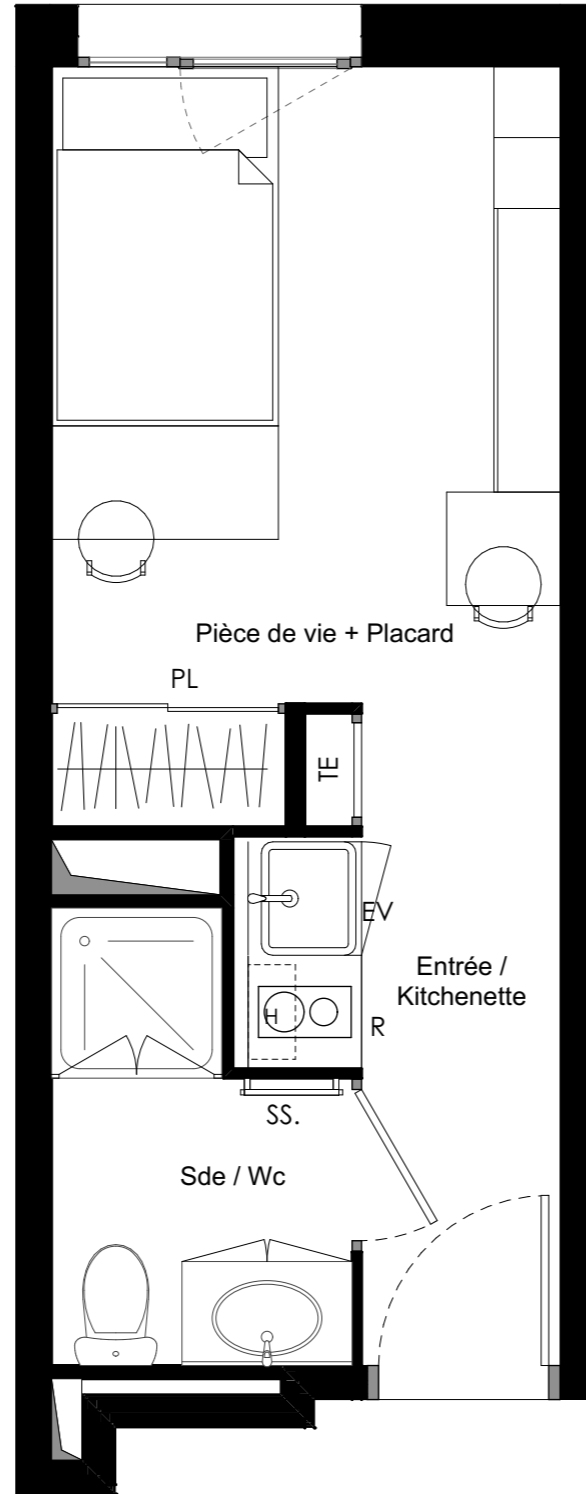 Pièce de vie + Placard
PL
TE
EV
Entrée /
Kitchenette
H
R
SS.
Sde / Wc